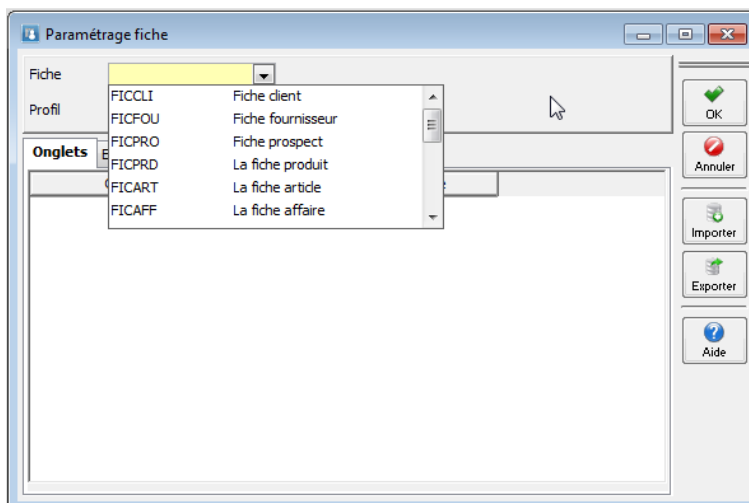 Paramétrage fiche
Fiche
Profil
FICCLI Fiche client
FICFOU Fiche fournisseur
FICPRO Fiche prospect
FICPRD La fiche produit
FICART La fiche article
FICAFF La fiche affaire
Onglets
OK
Annuler
Importer
Exporter
Aide